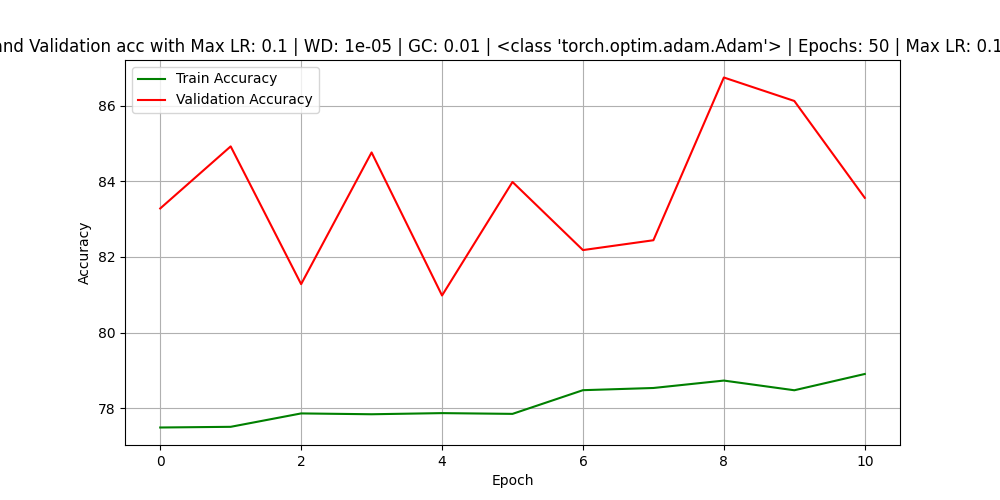 and Validation acc with Max LR: 0.1 | WD: 1e-05 | GC: 0.01 | <class 'torch.optim.adam.Adam'> | Epochs: 50 | Max LR: 0.1
Train Accuracy
Validation Accuracy
86
84
82
80
78
Accuracy
0 2 4 6 8 10
Epoch